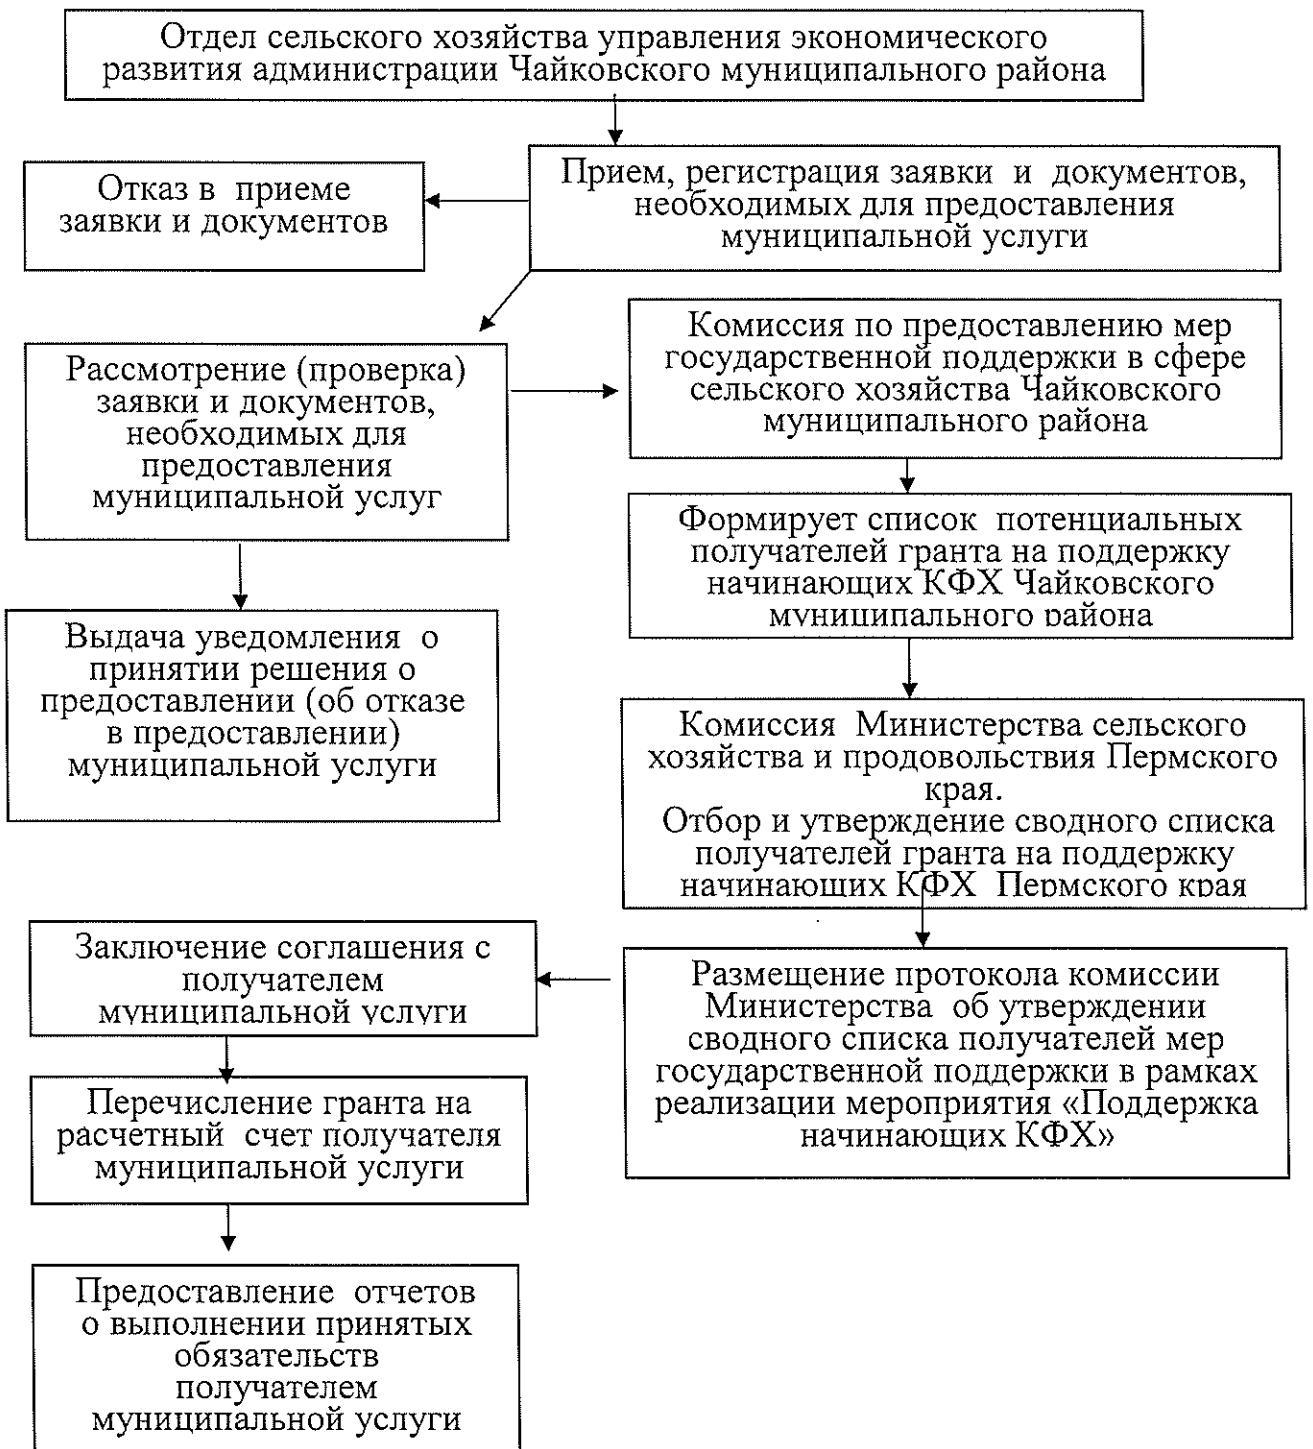 Отдел сельского хозяйства управления экономического
развития администрации Чайковского муниципального района
Отказ в приеме
заявки и документов
Прием, регистрация заявки и документов,
необходимых для предоставления
муниципальной услуги
Рассмотрение (проверка)
заявки и документов,
необходимых для
предоставления
муниципальной услуг
Комиссия по предоставлению мер
государственной поддержки в сфере
сельского хозяйства Чайковского
муниципального района
Формирует список потенциальных
получателей гранта на поддержку
начинающих КФХ Чайковского
муниципального района
Выдача уведомления о
принятии решения о
предоставлении (об отказе
в предоставлении)
муниципальной услуги
Комиссия Министерства сельского
хозяйства и продовольствия Пермского
края.
Отбор и утверждение сводного списка
получателей гранта на поддержку
начинающих КФХ Пермского края
Заключение соглашения с
получателем
муниципальной услуги
Размещение протокола комиссии
Министерства об утверждении
сводного списка получателей мер
государственной поддержки в рамках
реализации мероприятия «Поддержка
начинающих КФХ»
Перечисление гранта на
расчетный счет получателя
муниципальной услуги
Предоставление отчетов
о выполнении принятых
обязательств
получателем
муниципальной услуги